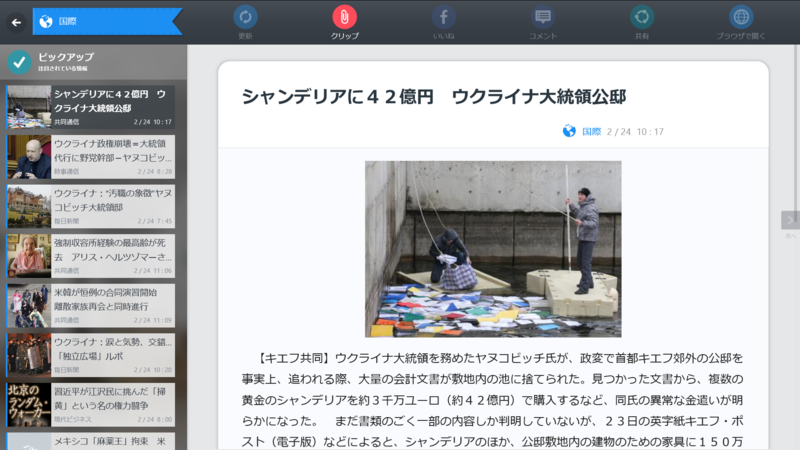 国際
更新
クリップ
いいね
コメント
共有
ブラウザで開く
ピックアップ
注目されている情報
シャンデリアに４２億円　ウ
クライナ大統領公邸
共同通信 2 / 24 10 : 17
ウクライナ政権崩壊＝大統領
代行に野党幹部－ヤヌコビッ...
時事通信 2 / 24 8 : 28
ウクライナ：“汚職の象徴”ヤヌ
コビッチ大統領邸
毎日新聞 2 / 24 7 : 45
強制収容所経験の最高齢が死
去　アリス・ヘルツゾマーさ...
共同通信 2 / 24 11 : 06
米韓が恒例の合同演習開始
離散家族再会と同時進行
共同通信 2 / 24 11 : 09
ウクライナ：涙と気勢、交錯...
「独立広場」ルポ
毎日新聞 2 / 24 10 : 20
北京の
ランダム・
ウォーカー
習近平が江沢民に挑んだ「掃
黄」という名の権力闘争
現代ビジネス 2 / 24 8 : 00
メキシコ「麻薬王」拘束　米
シャンデリアに４２億円　ウクライナ大統領公邸
国際 2 / 24 10 : 17
【キエフ共同】ウクライナ大統領を務めたヤヌコビッチ氏が、政変で首都キエフ郊外の公邸を
事実上、追われる際、大量の会計文書が敷地内の池に捨てられた。見つかった文書から、複数の
黄金のシャンデリアを約３千万ユーロ（約４２億円）で購入するなど、同氏の異常な金遣いが明
らかになった。　まだ書類のごく一部の内容しか判明していないが、２３日の英字紙キエフ・ポ
スト（電子版）などによると、シャンデリアのほか、公邸敷地内の建物のための家具に１５０万
次へ